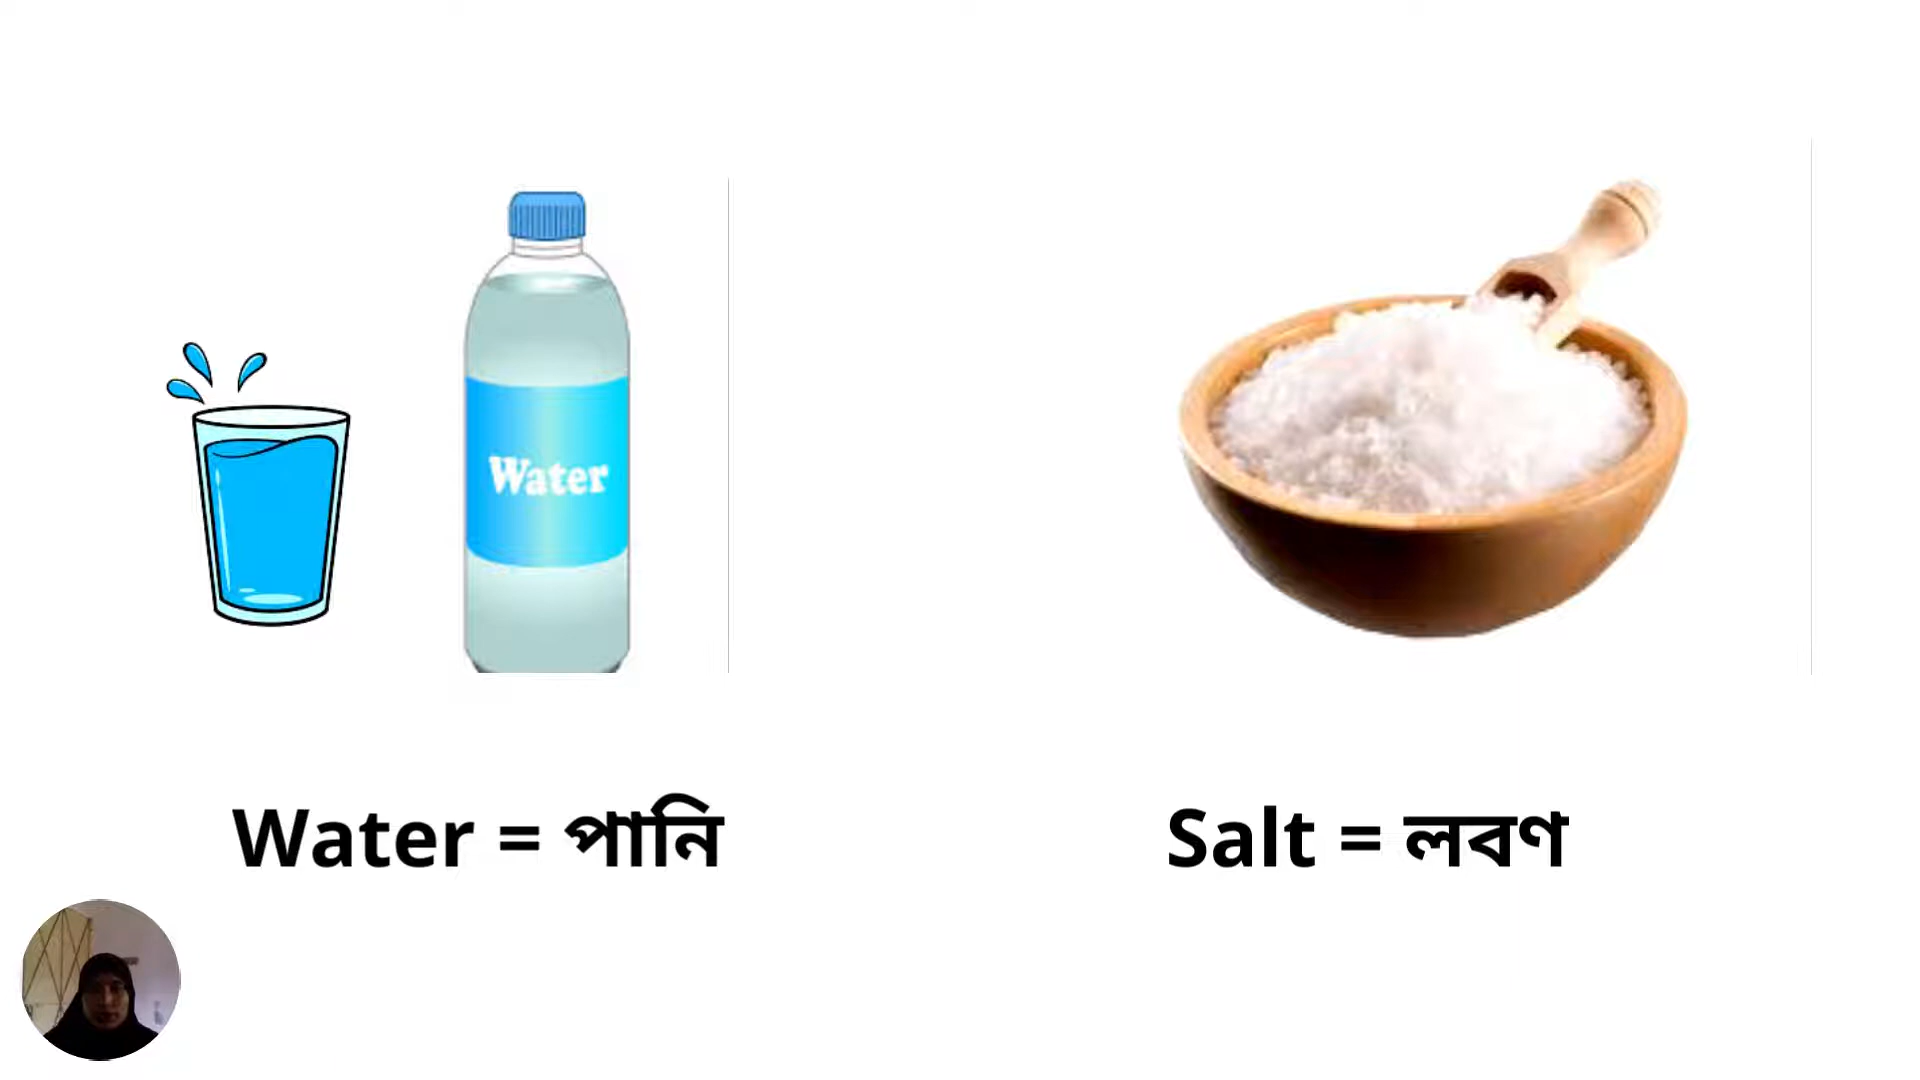 Water
Water = পানি
Salt = লবণ